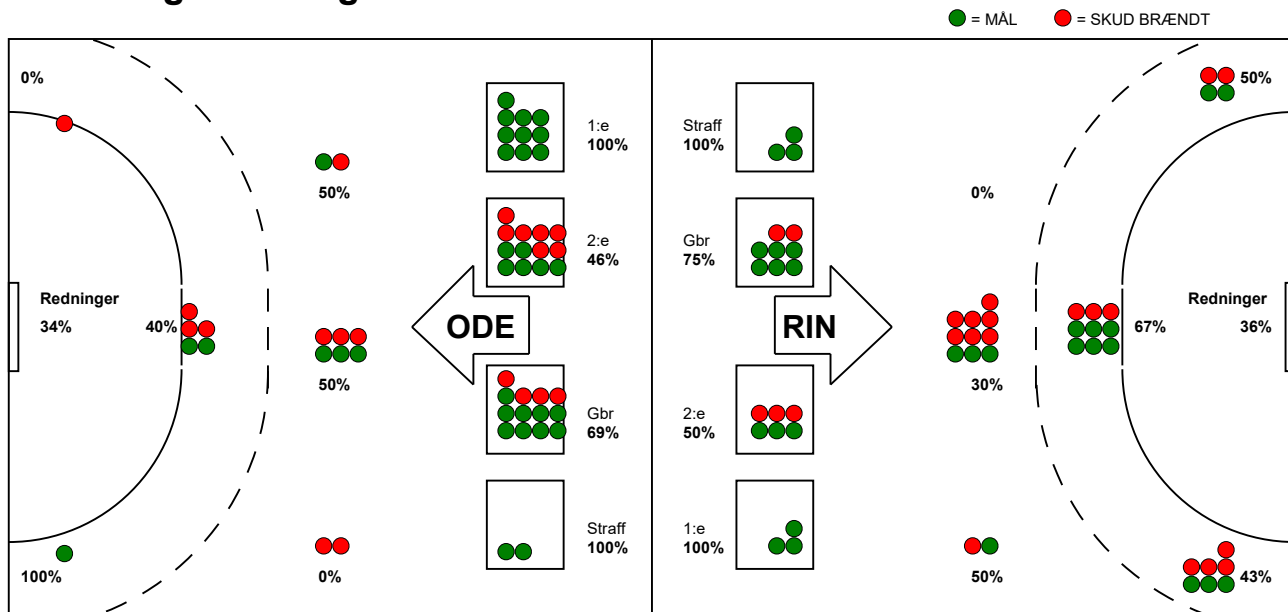 = MÅL
= SKUD BRÆNDT
0%
50%
Redninger
34%
40%
50%
100%
0%
1:e
100%
2:e
46%
ODE
Gbr
69%
Straff
100%
Straff
100%
Gbr
75%
RIN
2:e
50%
1:e
100%
50%
0%
Redninger
67%
36%
30%
50%
43%